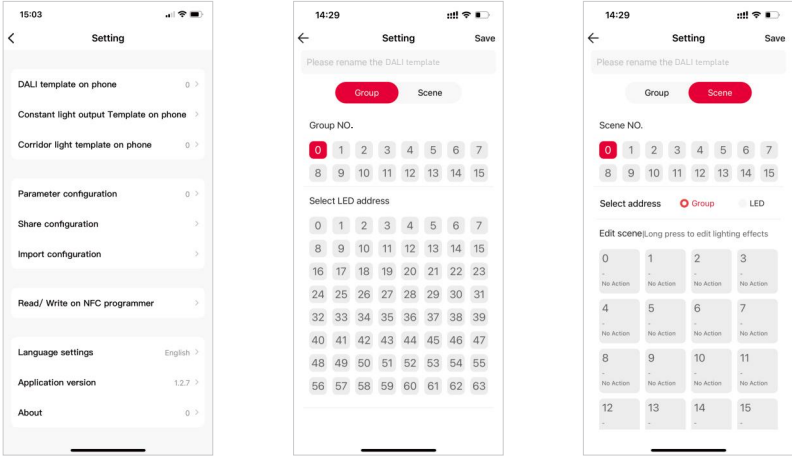 15:03
Setting
DALI template on phone 0 >
Constant light output Template on phone >
Corridor light template on phone 0 >
Parameter configuration 0 >
Share configuration >
Import configuration >
Read/ Write on NFC programmer >
Language settings English >
Application version 1.2.7 >
About 0 >
14:29
Setting Save
Please rename the DALI template
Group Scene
Group NO.
0 1 2 3 4 5 6 7
8 9 10 11 12 13 14 15
Select LED address
0 1 2 3 4 5 6 7
8 9 10 11 12 13 14 15
16 17 18 19 20 21 22 23
24 25 26 27 28 29 30 31
32 33 34 35 36 37 38 39
40 41 42 43 44 45 46 47
48 49 50 51 52 53 54 55
56 57 58 59 60 61 62 63
14:29
Setting Save
Please rename the DALI template
Group Scene
Scene NO.
0 1 2 3 4 5 6 7
8 9 10 11 12 13 14 15
Select address Group LED
Edit scene|Long press to edit lighting effects
0 1 2 3
- - - -
No Action No Action No Action No Action
4 5 6 7
- - - -
No Action No Action No Action No Action
8 9 10 11
- - - -
No Action No Action No Action No Action
12 13 14 15
- - - -